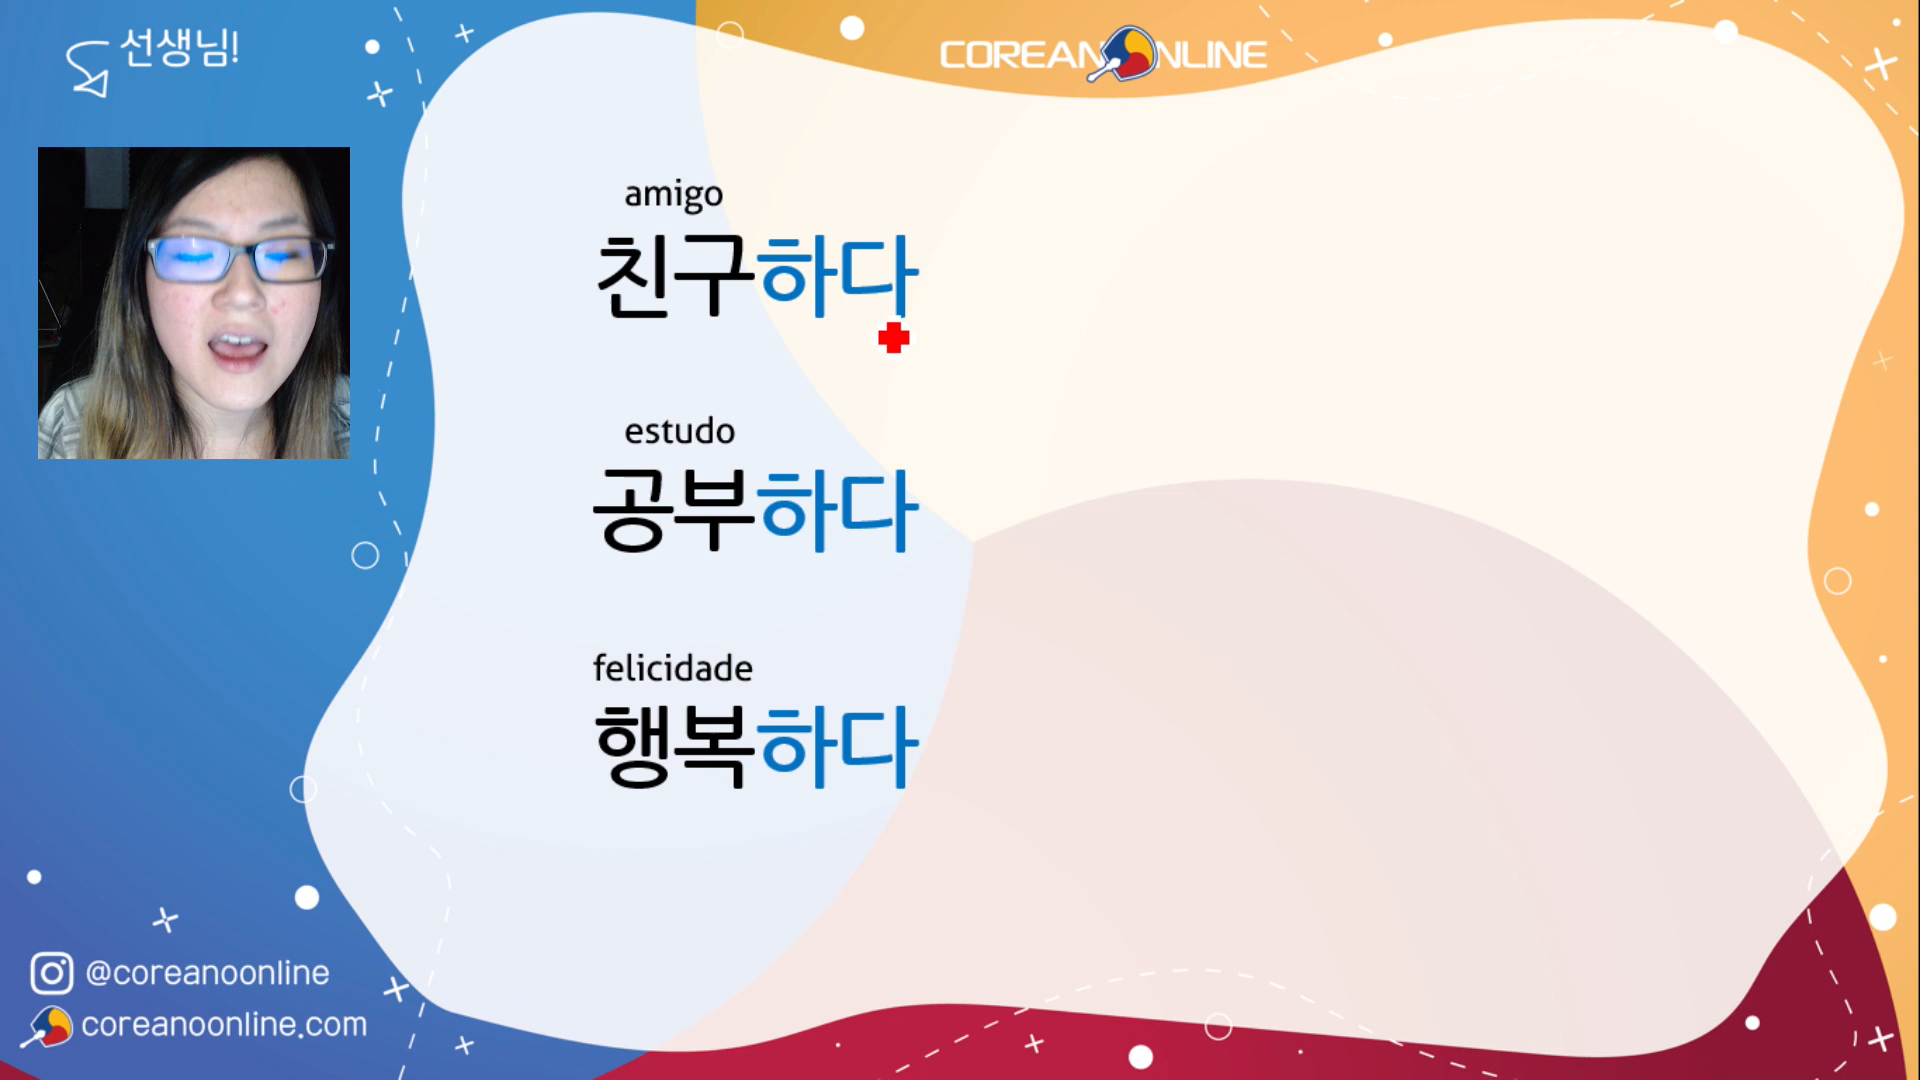 선생님!
COREANOONLINE
amigo
친구하다
estudo
공부하다
felicidade
행복하다
@coreanoonline
coreanoonline.com